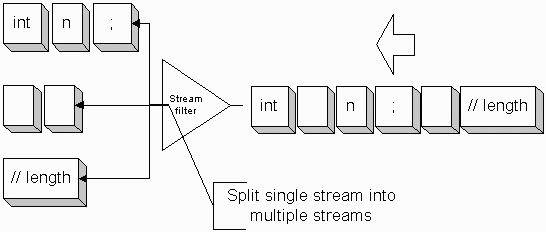 int n ;
Stream
filter
int n ; // length
// length
Split single stream into
multiple streams